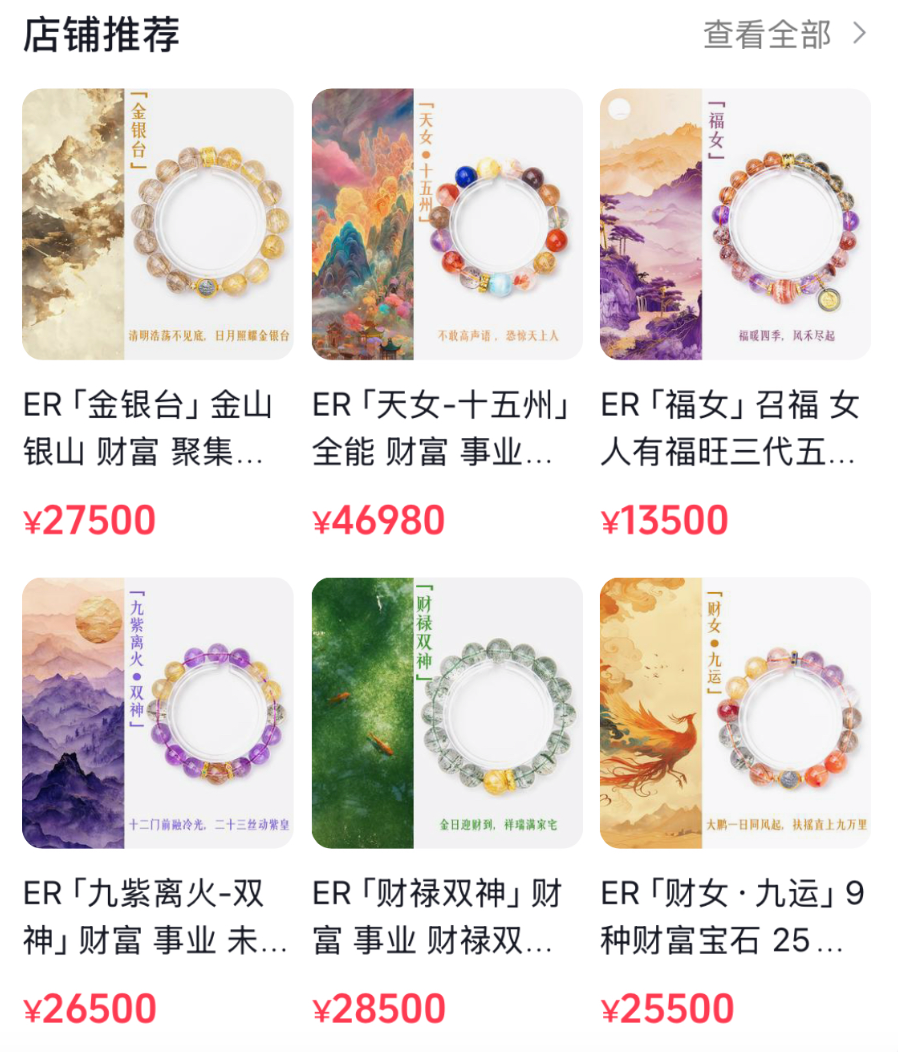 店铺推荐
查看全部 >
「金银台」
清明浩荡不见底，日月照耀金银台
「天女•十五州」
不敢高声语，恐惊天上人
「福女」
福暖四季，风禾尽起
ER「金银台」金山
银山 财富 聚集...
¥27500
ER「天女-十五州」
全能 财富 事业...
¥46980
ER「福女」召福 女
人有福旺三代五...
¥13500
「九紫离火•双神」
十二门前融冷光，二十三丝动紫皇
「财禄双神」
金日迎财到，祥瑞满家宅
「财女•九运」
大鹏一日同风起，扶摇直上九万里
ER「九紫离火-双
神」财富 事业 未...
¥26500
ER「财禄双神」财
富 事业 财禄双...
¥28500
ER「财女·九运」9
种财富宝石 25...
¥25500